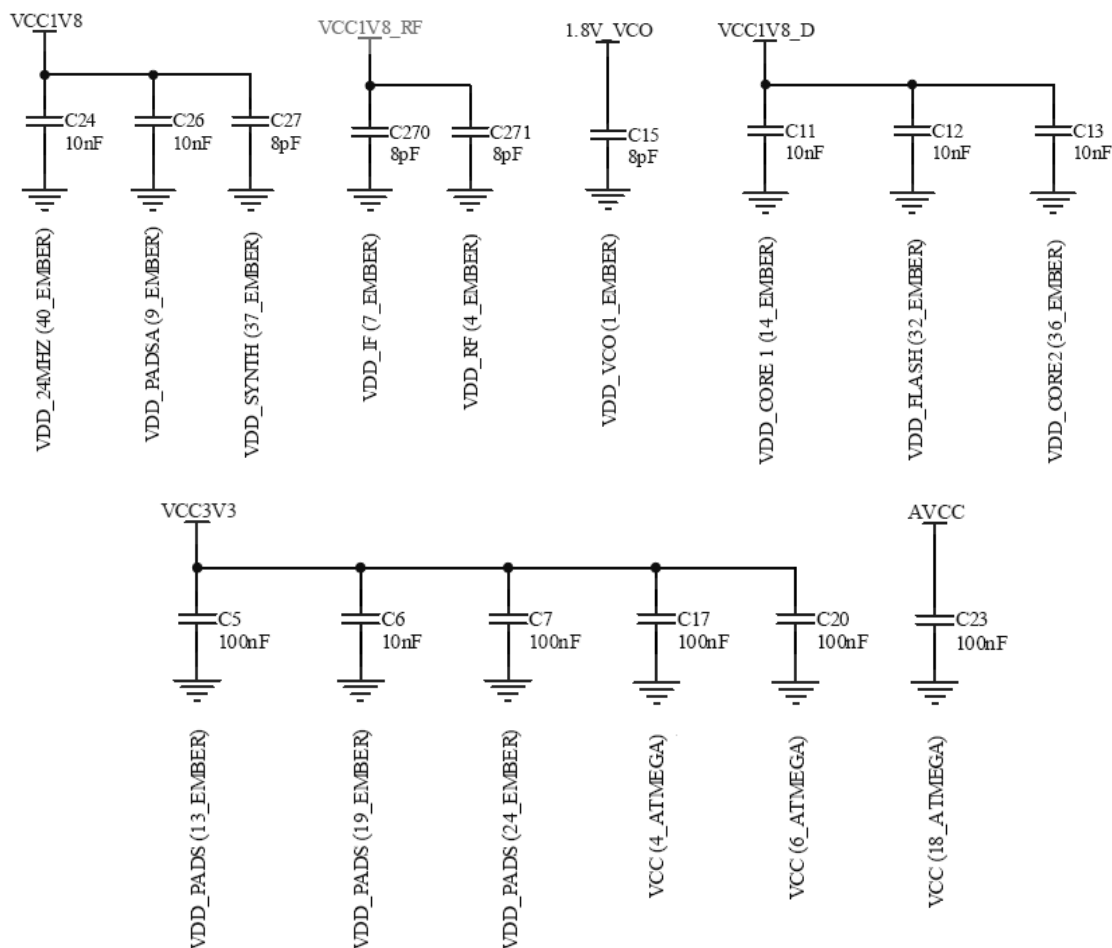 VCC1V8
VCC1V8_RF
1.8V_VCO
VCC1V8_D
C24
10nF
C26
10nF
C27
8pF
C270
8pF
C271
8pF
C15
8pF
C11
10nF
C12
10nF
C13
10nF
VDD_24MHZ (40_EMBER)
VDD_PADSA (9_EMBER)
VDD_SYNTH (37_EMBER)
VDD_IF (7_EMBER)
VDD_RF (4_EMBER)
VDD_VCO (1_EMBER)
VDD_CORE 1 (14_EMBER)
VDD_FLASH (32_EMBER)
VDD_CORE2 (36_EMBER)
VCC3V3
AVCC
C5
100nF
C6
10nF
C7
100nF
C17
100nF
C20
100nF
C23
100nF
VDD_PADS (13_EMBER)
VDD_PADS (19_EMBER)
VDD_PADS (24_EMBER)
VCC (4_ATMEGA)
VCC (6_ATMEGA)
VCC (18_ATMEGA)